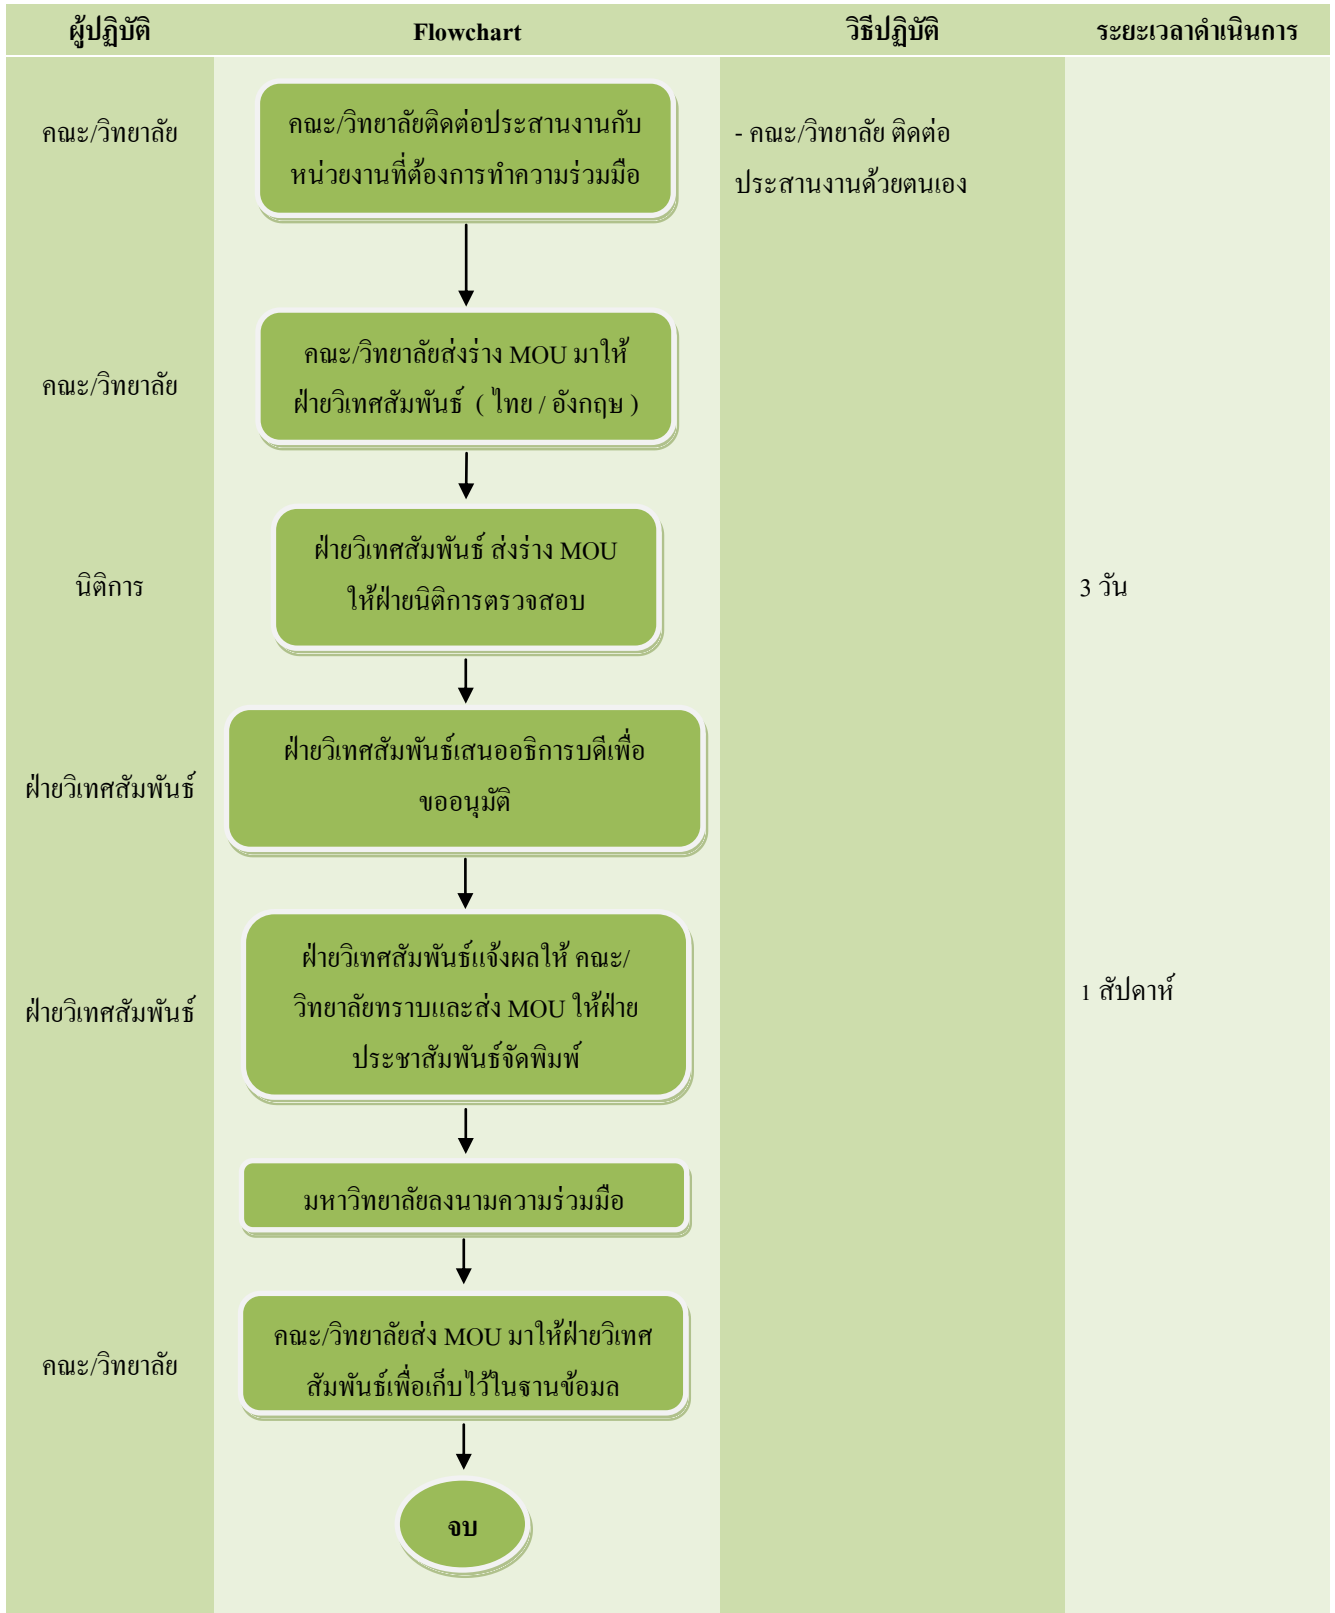 ผู้ปฏิบัติ Flowchart วิธีปฏิบัติ ระยะเวลาดำเนินการ
คณะ/วิทยาลัย
คณะ/วิทยาลัยติดต่อประสานงานกับ
หน่วยงานที่ต้องการทำความร่วมมือ
- คณะ/วิทยาลัย ติดต่อ
ประสานงานด้วยตนเอง
คณะ/วิทยาลัย
คณะ/วิทยาลัยส่งร่าง MOU มาให้
ฝ่ายวิเทศสัมพันธ์ ( ไทย / อังกฤษ )
นิติการ
ฝ่ายวิเทศสัมพันธ์ ส่งร่าง MOU
ให้ฝ่ายนิติการตรวจสอบ
3 วัน
ฝ่ายวิเทศสัมพันธ์
ฝ่ายวิเทศสัมพันธ์เสนออธิการบดีเพื่อ
ขออนุมัติ
ฝ่ายวิเทศสัมพันธ์
ฝ่ายวิเทศสัมพันธ์แจ้งผลให้ คณะ/
วิทยาลัยทราบและส่ง MOU ให้ฝ่าย
ประชาสัมพันธ์จัดพิมพ์
1 สัปดาห์
มหาวิทยาลัยลงนามความร่วมมือ
คณะ/วิทยาลัย
คณะ/วิทยาลัยส่ง MOU มาให้ฝ่ายวิเทศ
สัมพันธ์เพื่อเก็บไว้ในฐานข้อมล
จบ